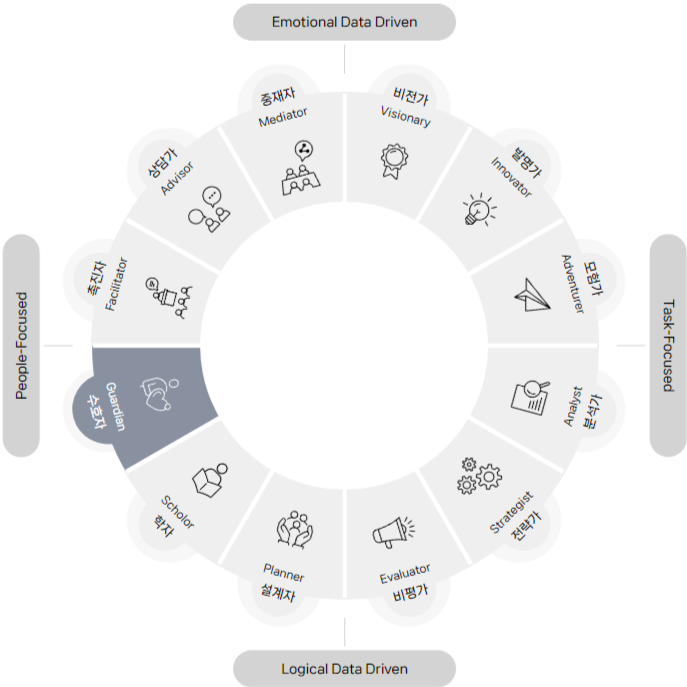 Emotional Data Driven
중재자
Mediator
비전가
Visionary
발명가
Innovator
모험가
Adventurer
Task-Focused
Analyst
분석가
Strategist
전략가
Evaluator
비평가
Planner
설계자
Scholor
학자
Guardian
수호자
People-Focused
촉진자
Facilitator
상담가
Advisor
Logical Data Driven